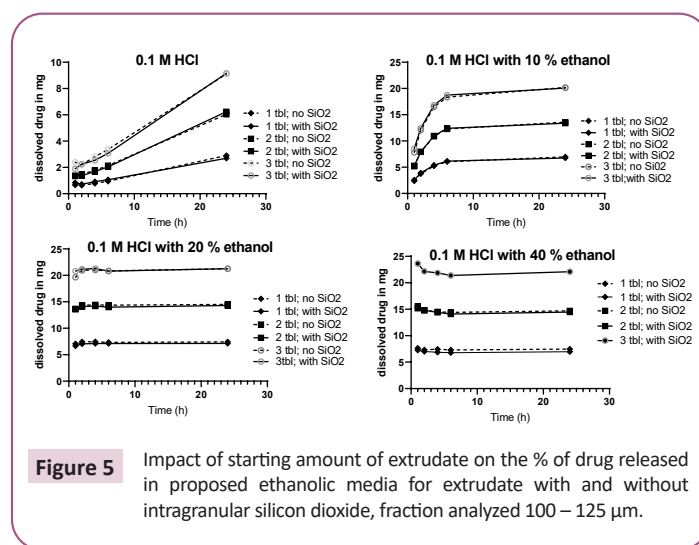 0.1 M HCl
dissolved drug in mg
10
8
6
4
2
0
0
10
20
30
Time (h)
1 tbl; no SiO2
1 tbl; with SiO2
2 tbl; no SiO2
2 tbl; with SiO2
3 tbl; no SiO2
3 tbl; with SiO2
0.1 M HCl with 10 % ethanol
dissolved drug in mg
25
20
15
10
5
0
0
10
20
30
Time (h)
1 tbl; no SiO2
1 tbl; with SiO2
2 tbl; no SiO2
2 tbl; with SiO2
3 tbl; no SiO2
3 tbl;with SiO2
0.1 M HCl with 20 % ethanol
dissolved drug in mg
25
20
15
10
5
0
0
10
20
30
Time (h)
1 tbl; no SiO2
1 tbl; with SiO2
2 tbl; no SiO2
2 tbl; with SiO2
3 tbl; no SiO2
3tbl; with SiO2
0.1 M HCl with 40 % ethanol
dissolved drug in mg
25
20
15
10
5
0
0
10
20
30
Time (h)
1 tbl; no SiO2
1 tbl; with SiO2
2 tbl; no SiO2
2 tbl; with SiO2
3 tbl; with SiO2
Figure 5
Impact of starting amount of extrudate on the % of drug released
in proposed ethanolic media for extrudate with and without
intragranular silicon dioxide, fraction analyzed 100 – 125 µm.